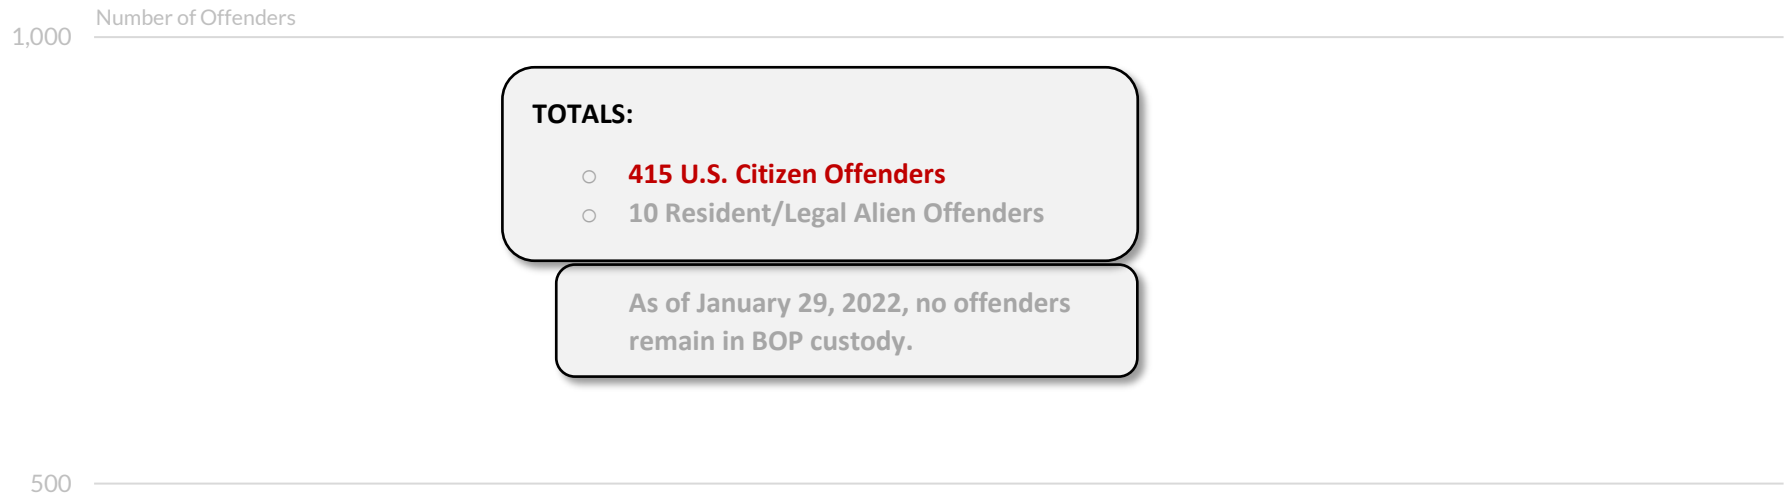 Number of Offenders
1,000
TOTALS:
○ 415 U.S. Citizen Offenders
○ 10 Resident/Legal Alien Offenders
As of January 29, 2022, no offenders
remain in BOP custody.
500